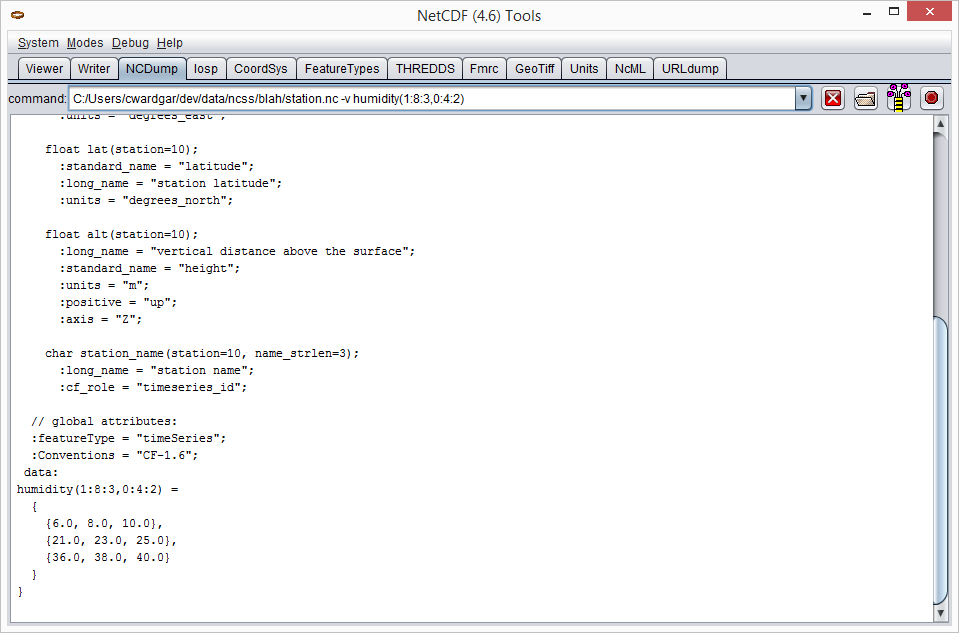 NetCDF (4.6) Tools
System Modes Debug Help
Viewer Writer NCDump Iosp CoordSys FeatureTypes THREDDS Fmrc GeoTiff Units NcML URLdump
command: C:/Users/cwardgar/dev/data/ncss/blah/station.nc -v humidity(1:8:3,0:4:2)
:units = "degrees_east";
float lat(station=10);
:standard_name = "latitude";
:long_name = "station latitude";
:units = "degrees_north";
float alt(station=10);
:long_name = "vertical distance above the surface";
:standard_name = "height";
:units = "m";
:positive = "up";
:axis = "Z";
char station_name(station=10, name_strlen=3);
:long_name = "station name";
:cf_role = "timeseries_id";
// global attributes:
:featureType = "timeSeries";
:Conventions = "CF-1.6";
data:
humidity(1:8:3,0:4:2) =
{
{6.0, 8.0, 10.0},
{21.0, 23.0, 25.0},
{36.0, 38.0, 40.0}
}
}